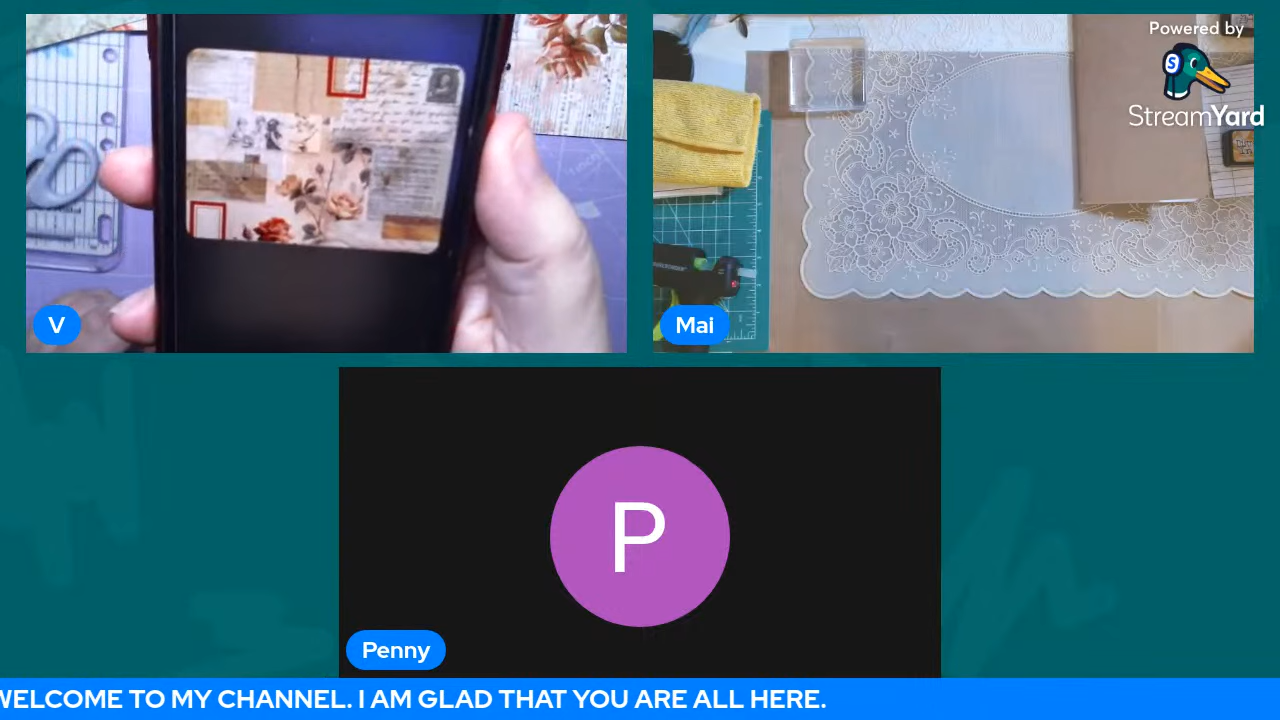 Powered by
StreamYard
V
Mai
P
Penny
WELCOME TO MY CHANNEL. I AM GLAD THAT YOU ARE ALL HERE.